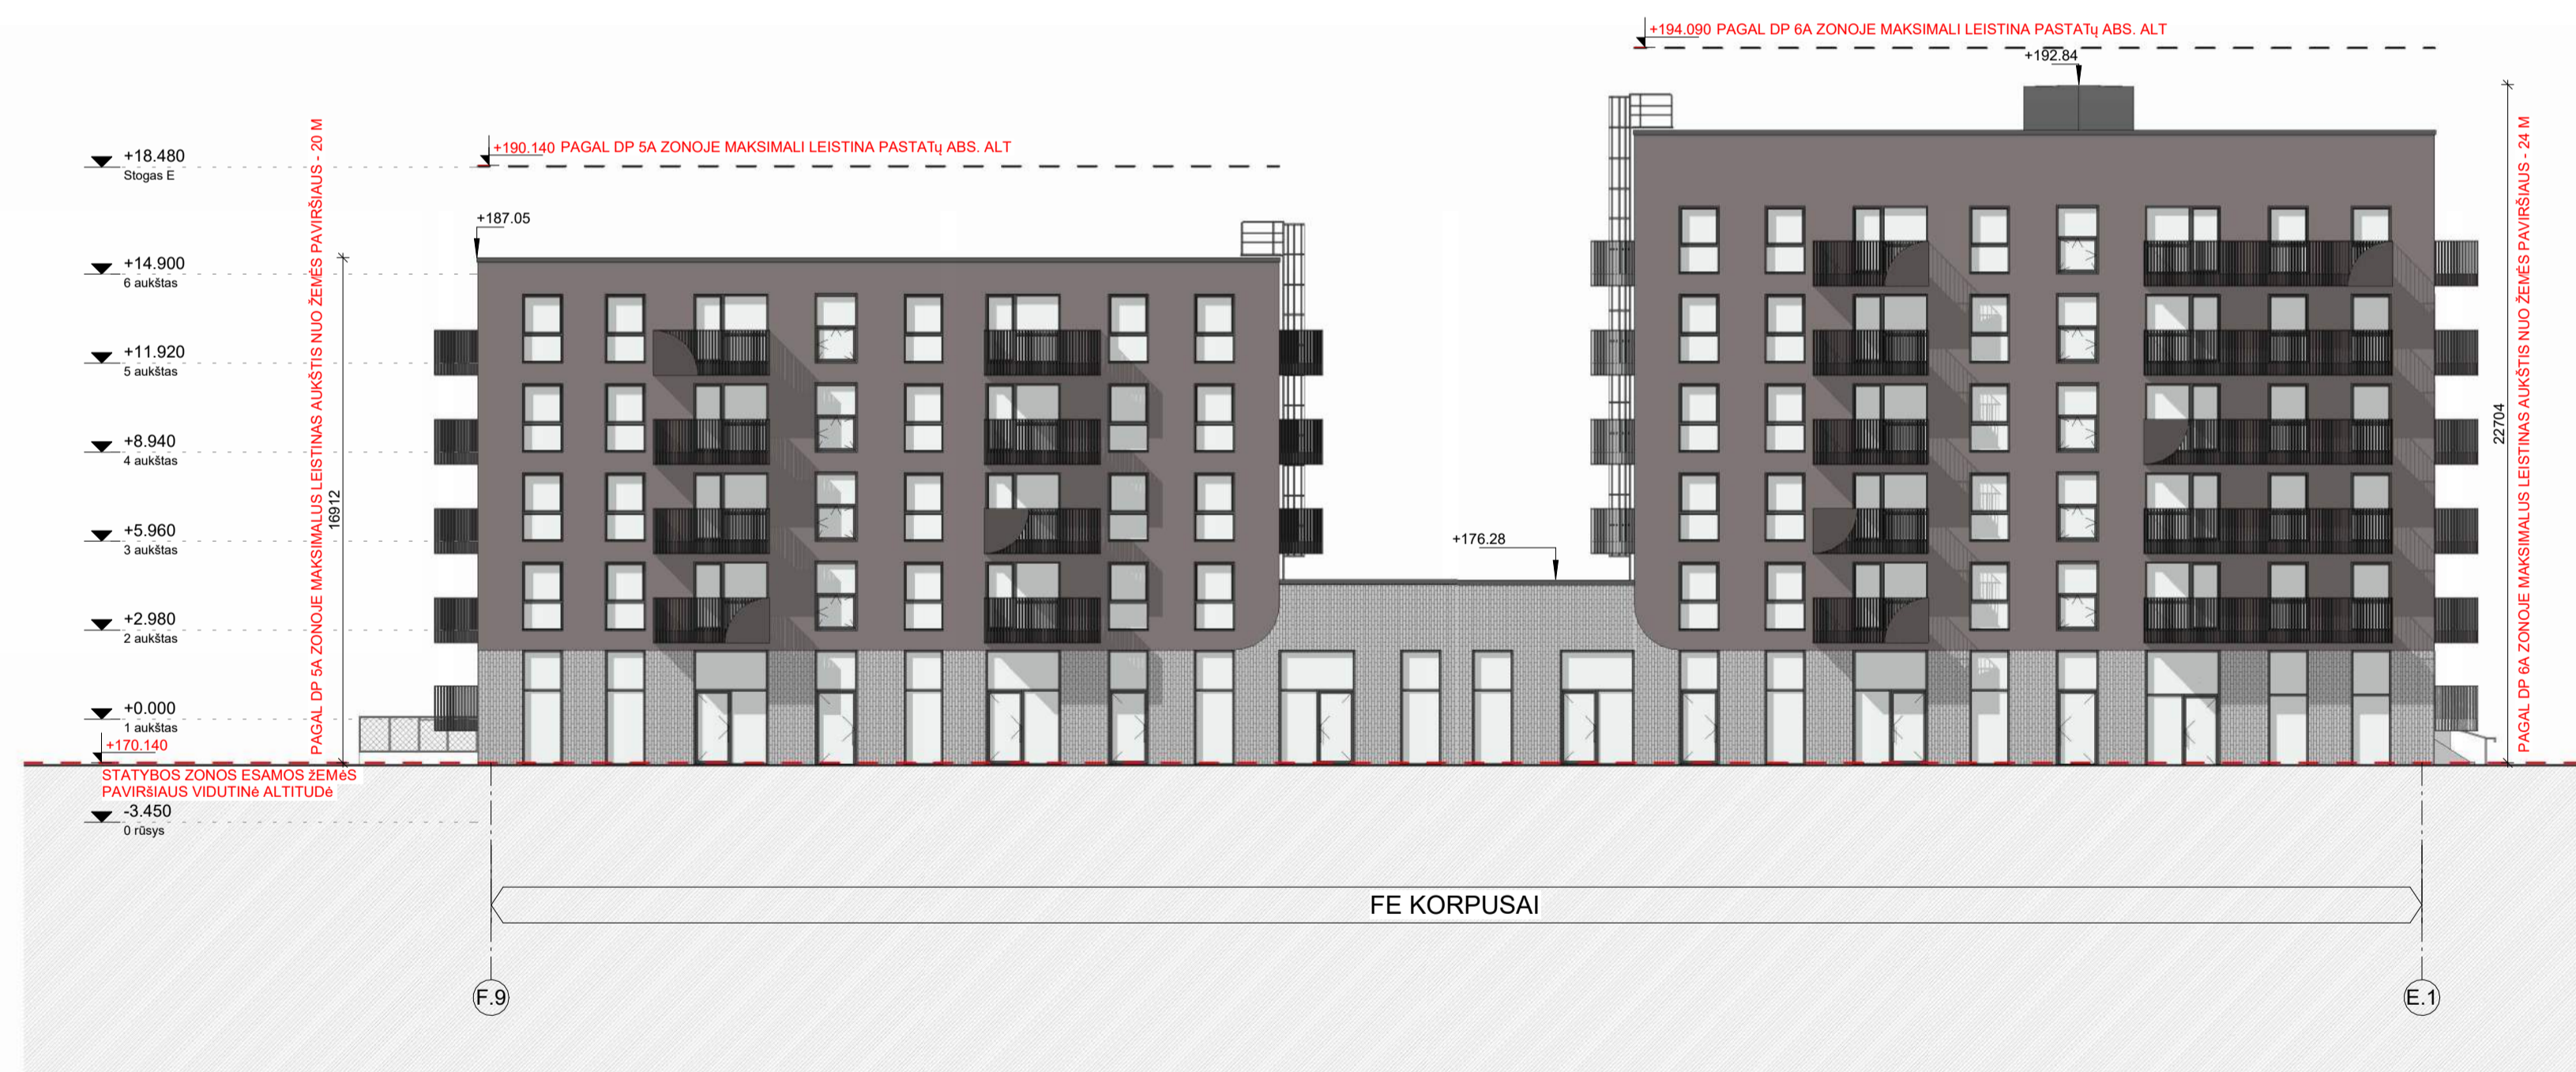 +194.090 PAGAL DP 6A ZONOJE MAKSIMALI LEISTINA PASTATų ABS. ALT
+192.84
+190.140 PAGAL DP 5A ZONOJE MAKSIMALI LEISTINA PASTATų ABS. ALT
+187.05
+18.480
Stogas E
+14.900
6 aukštas
+11.920
5 aukštas
+8.940
4 aukštas
+5.960
3 aukštas
+2.980
2 aukštas
+0.000
1 aukštas
+170.140
STATYBOS ZONOS ESAMOS žEMėS
PAVIRšIAUS VIDUTINė ALTITUDė
-3.450
0 rūsys
PAGAL DP 5A ZONOJE MAKSIMALUS LEISTINAS AUKŠTIS NUO ŽEMĖS PAVIRŠIAUS - 20 M
16912
+176.28
22704
PAGAL DP 6A ZONOJE MAKSIMALUS LEISTINAS AUKŠTIS NUO ŽEMĖS PAVIRŠIAUS - 24 M
FE KORPUSAI
F.9
E.1